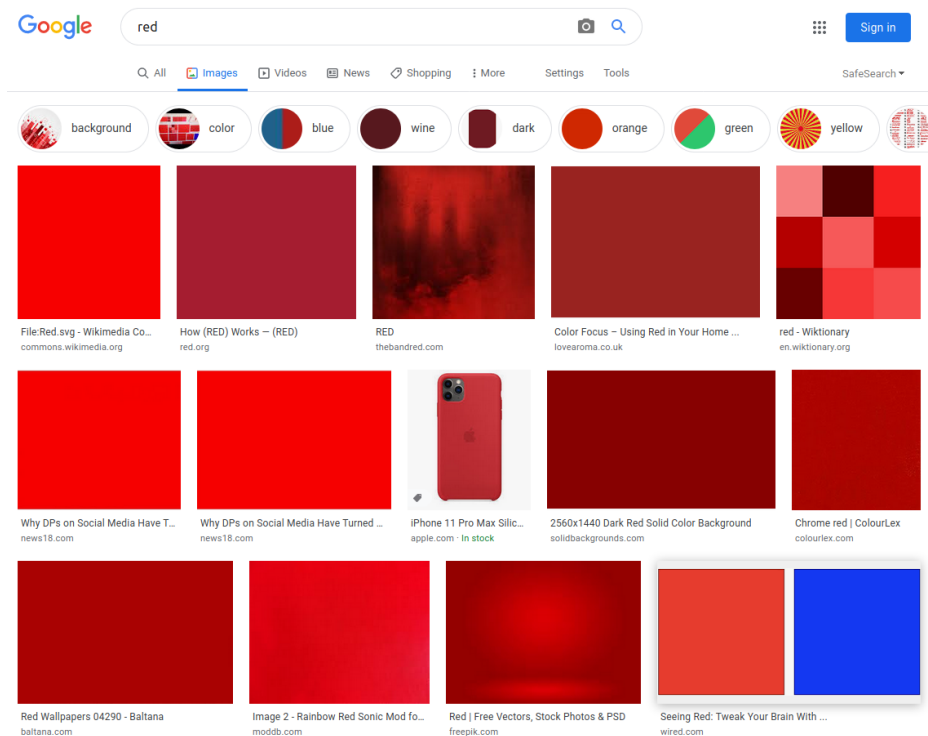 Google
red
Sign in
All Images Videos News Shopping More Settings Tools SafeSearch
background color blue wine dark orange green yellow
File:Red.svg - Wikimedia Co... How (RED) Works — (RED) RED Color Focus – Using Red in Your Home ... red - Wiktionary
commons.wikimedia.org red.org thebandred.com lovearoma.co.uk en.wiktionary.org
Why DPs on Social Media Have T... Why DPs on Social Media Have Turned ... iPhone 11 Pro Max Silic... 2560x1440 Dark Red Solid Color Background Chrome red | ColourLex
news18.com news18.com apple.com · In stock solidbackgrounds.com colourlex.com
Red Wallpapers 04290 - Baltana Image 2 - Rainbow Red Sonic Mod fo... Red | Free Vectors, Stock Photos & PSD Seeing Red: Tweak Your Brain With ...
baltana.com moddb.com freepik.com wired.com